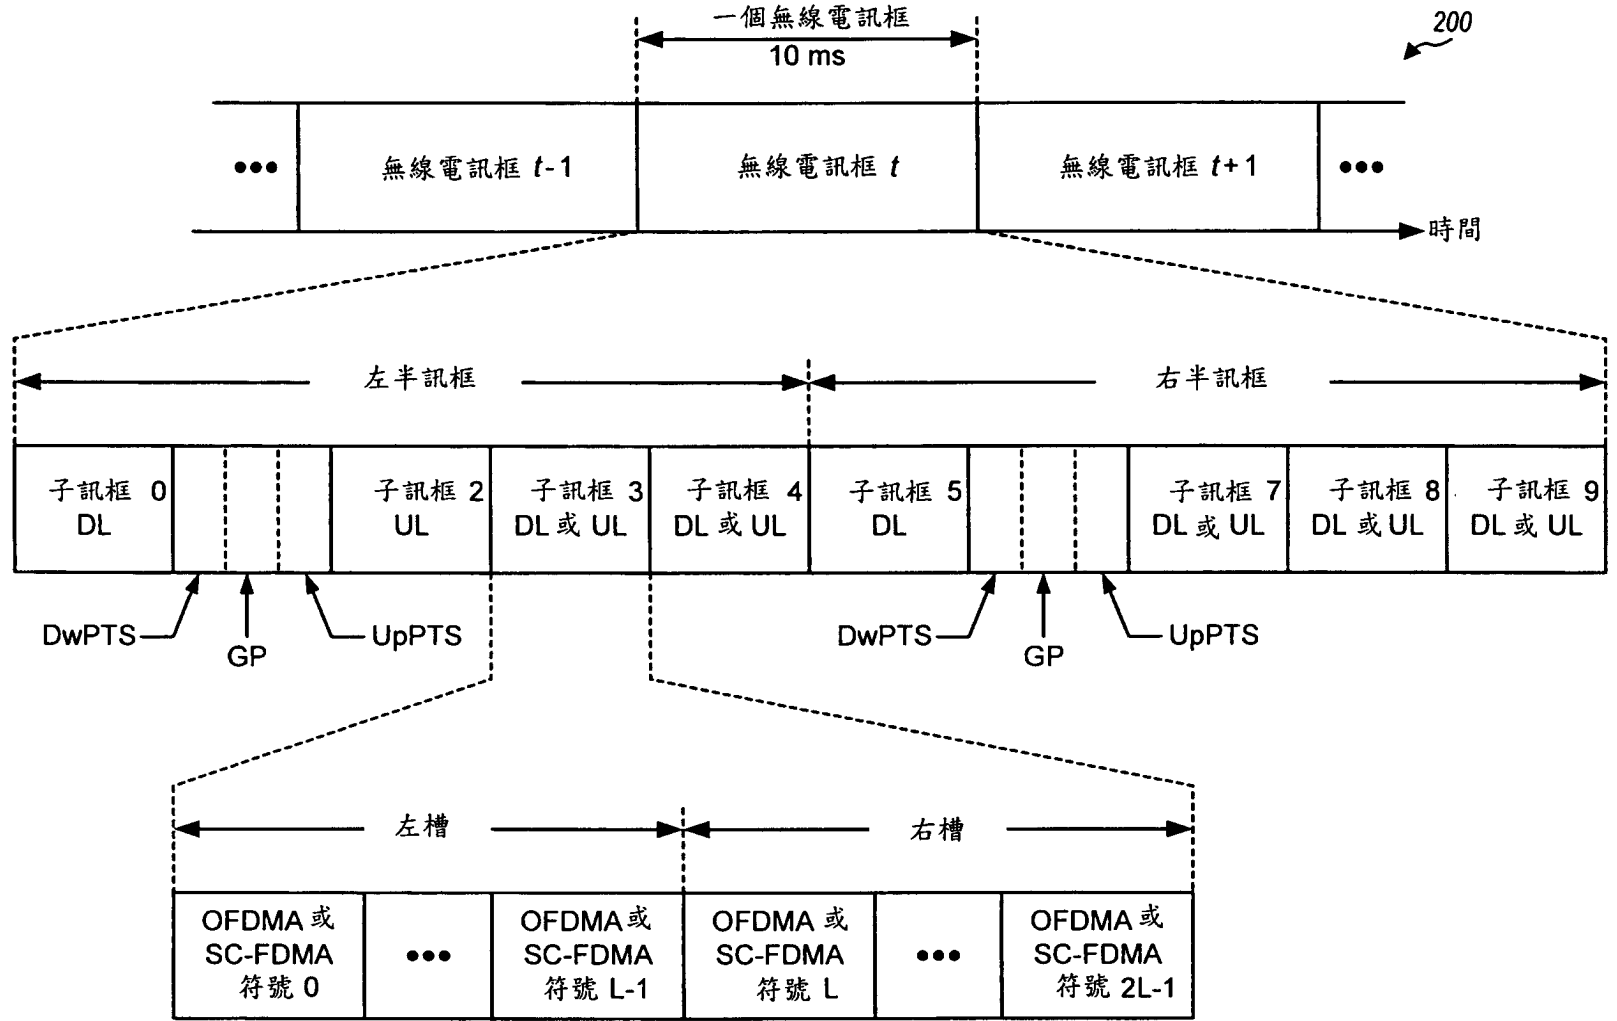 一個無線電訊框
10 ms
200
••• 無線電訊框 t-1 無線電訊框 t 無線電訊框 t+1 •••
時間
左半訊框 右半訊框
子訊框 0
DL
子訊框 2
UL
子訊框 3
DL 或 UL
子訊框 4
DL 或 UL
子訊框 5
DL
子訊框 7
DL 或 UL
子訊框 8
DL 或 UL
子訊框 9
DL 或 UL
DwPTS
GP
UpPTS
DwPTS
GP
UpPTS
左槽 右槽
OFDMA 或
SC-FDMA
符號 0
•••
OFDMA 或
SC-FDMA
符號 L-1
OFDMA 或
SC-FDMA
符號 L
•••
OFDMA 或
SC-FDMA
符號 2L-1